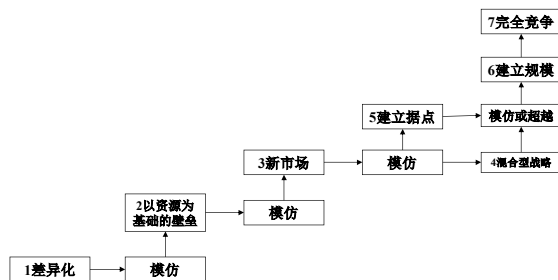 7完全竞争
6建立规模
5建立据点
模仿或超越
3新市场
模仿
4混合型战略
2以资源为
基础的壁垒
模仿
1差异化
模仿